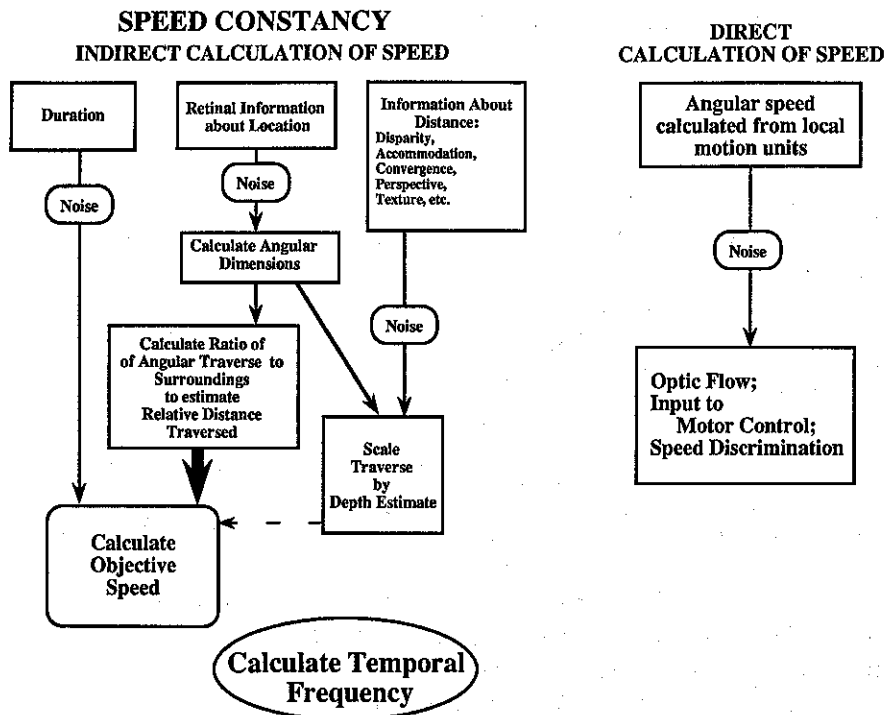 SPEED CONSTANCY
INDIRECT CALCULATION OF SPEED
DIRECT
CALCULATION OF SPEED
Duration
Retinal Information
about Location
Information About
Distance:
Disparity,
Accommodation,
Convergence,
Perspective,
Texture, etc.
Angular speed
calculated from local
motion units
Noise
Noise
Noise
Noise
Calculate Angular
Dimensions
Calculate Ratio of
of Angular Traverse to
Surroundings
to estimate
Relative Distance
Traversed
Scale
Traverse
by
Depth Estimate
Optic Flow;
Input to
Motor Control;
Speed Discrimination
Calculate
Objective
Speed
Calculate Temporal
Frequency